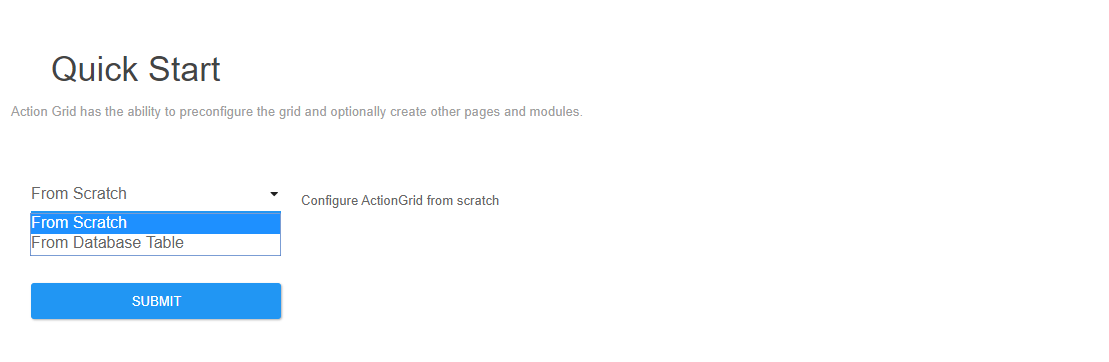 Quick Start
Action Grid has the ability to preconfigure the grid and optionally create other pages and modules.
From Scratch
Configure ActionGrid from scratch
From Scratch
From Database Table
SUBMIT